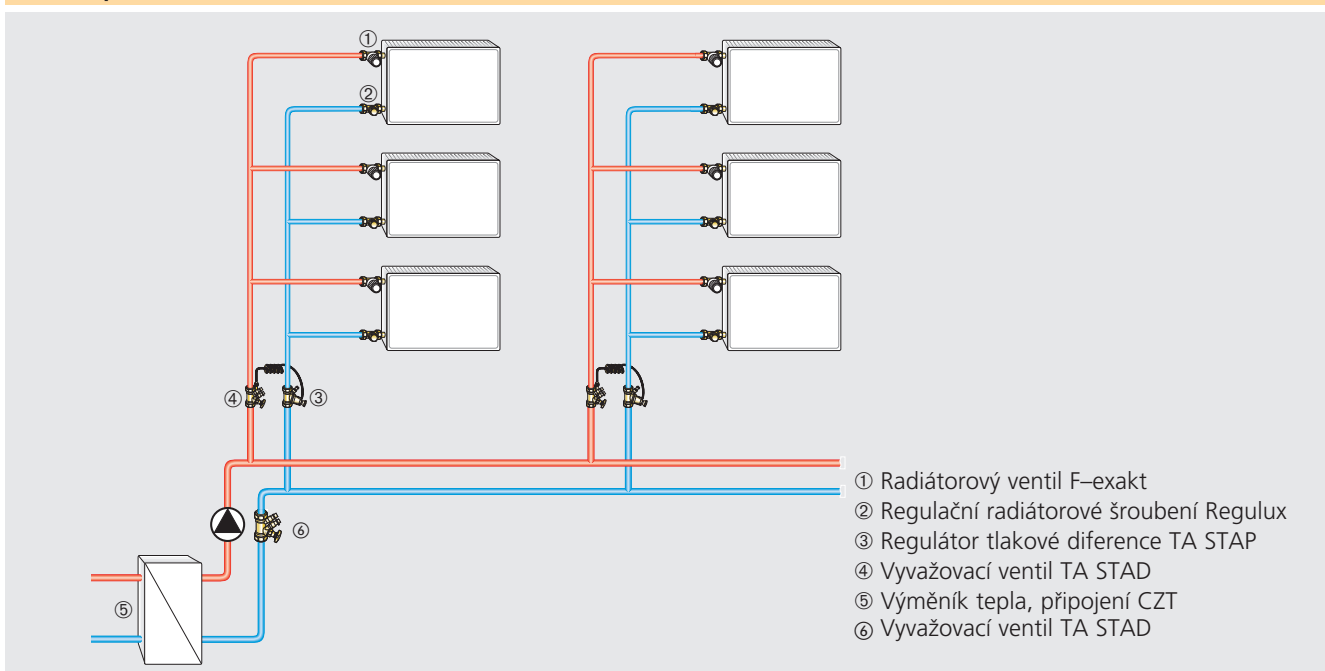 ①
②
④
③
⑥
⑤
① Radiátorový ventil F–exakt
② Regulační radiátorové šroubení Regulux
③ Regulátor tlakové diference TA STAP
④ Vyvažovací ventil TA STAD
⑤ Výměník tepla, připojení CZT
⑥ Vyvažovací ventil TA STAD